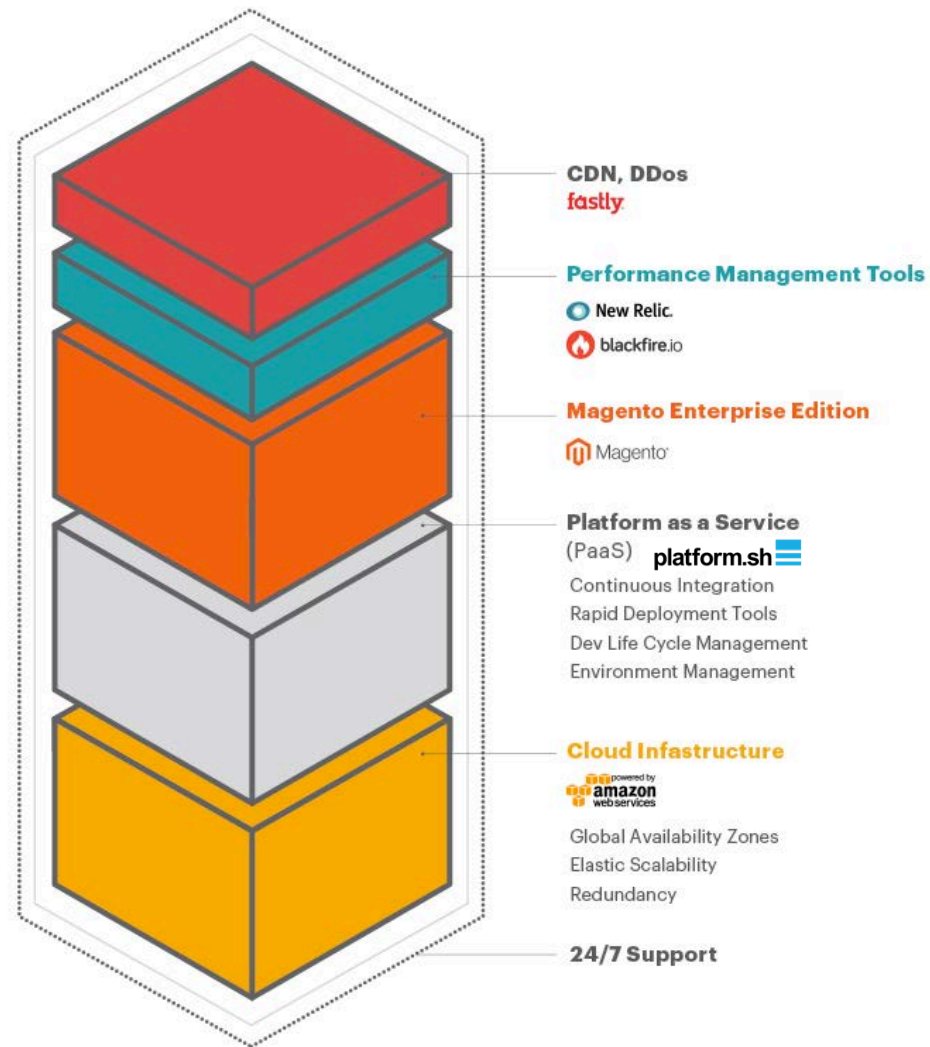 CDN, DDos
fastly
Performance Management Tools
New Relic.
blackfire.io
Magento Enterprise Edition
Magento
Platform as a Service
(PaaS) platform.sh
Continuous Integration
Rapid Deployment Tools
Dev Life Cycle Management
Environment Management
Cloud Infastructure
powered by
amazon
webservices
Global Availability Zones
Elastic Scalability
Redundancy
24/7 Support